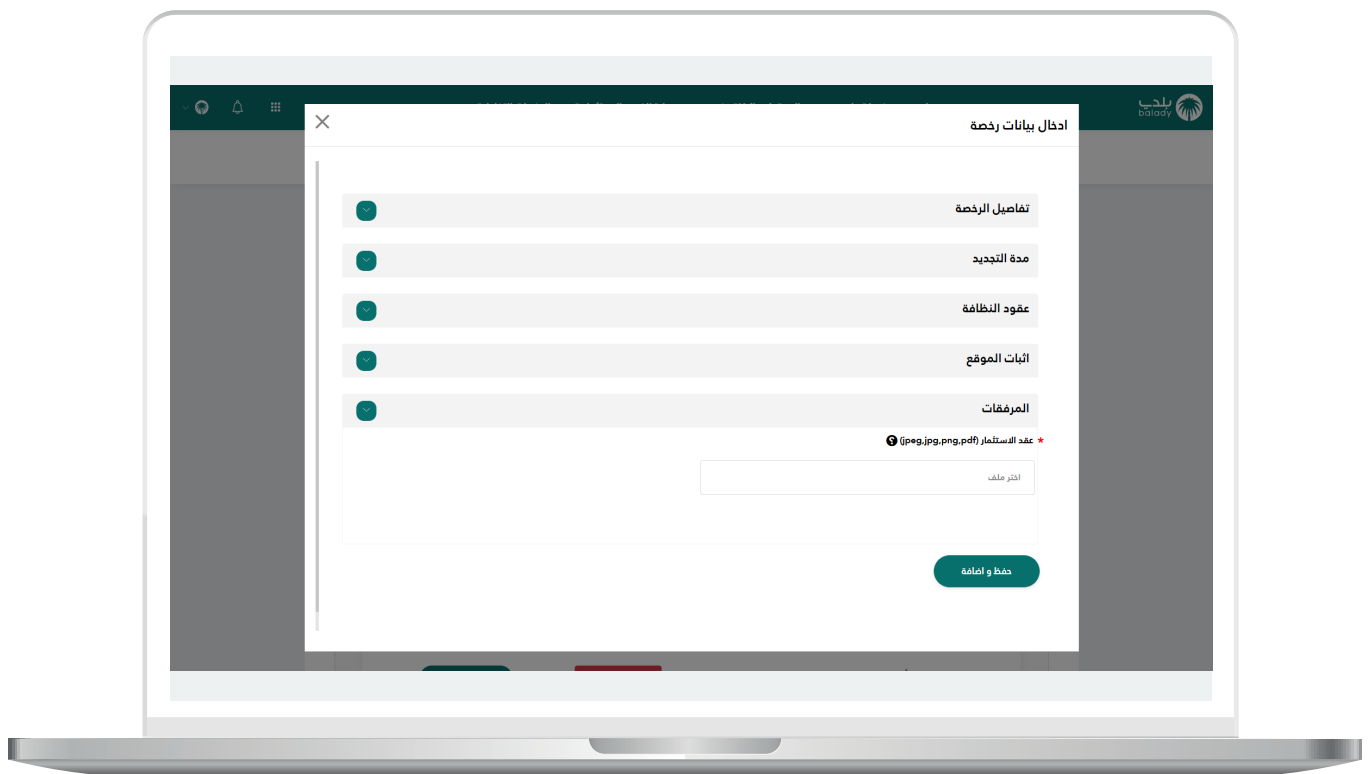 بلدي
balady
ادخال بيانات رخصة
تفاصيل الرخصة
مدة التجديد
عقود النظافة
اثبات الموقع
المرفقات
* عقد الاستثمار (jpeg,jpg,png,pdf)
اختر ملف
حفظ و اضافة